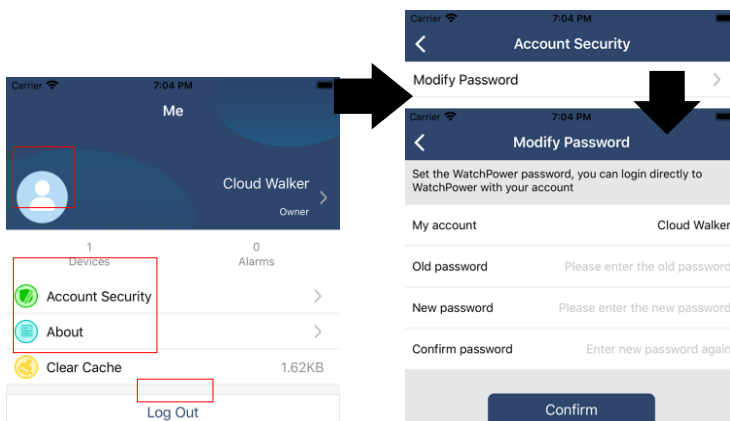 Carrier 7:04 PM
Me
Cloud Walker
Owner
1 0
Devices Alarms
Account Security
About
Clear Cache 1.62KB
Log Out
Carrier 7:04 PM
Account Security
Modify Password
Carrier 7:04 PM
Modify Password
Set the WatchPower password, you can login directly to
WatchPower with your account
My account Cloud Walker
Old password Please enter the old password
New password Please enter the new password
Confirm password Enter new password again
Confirm